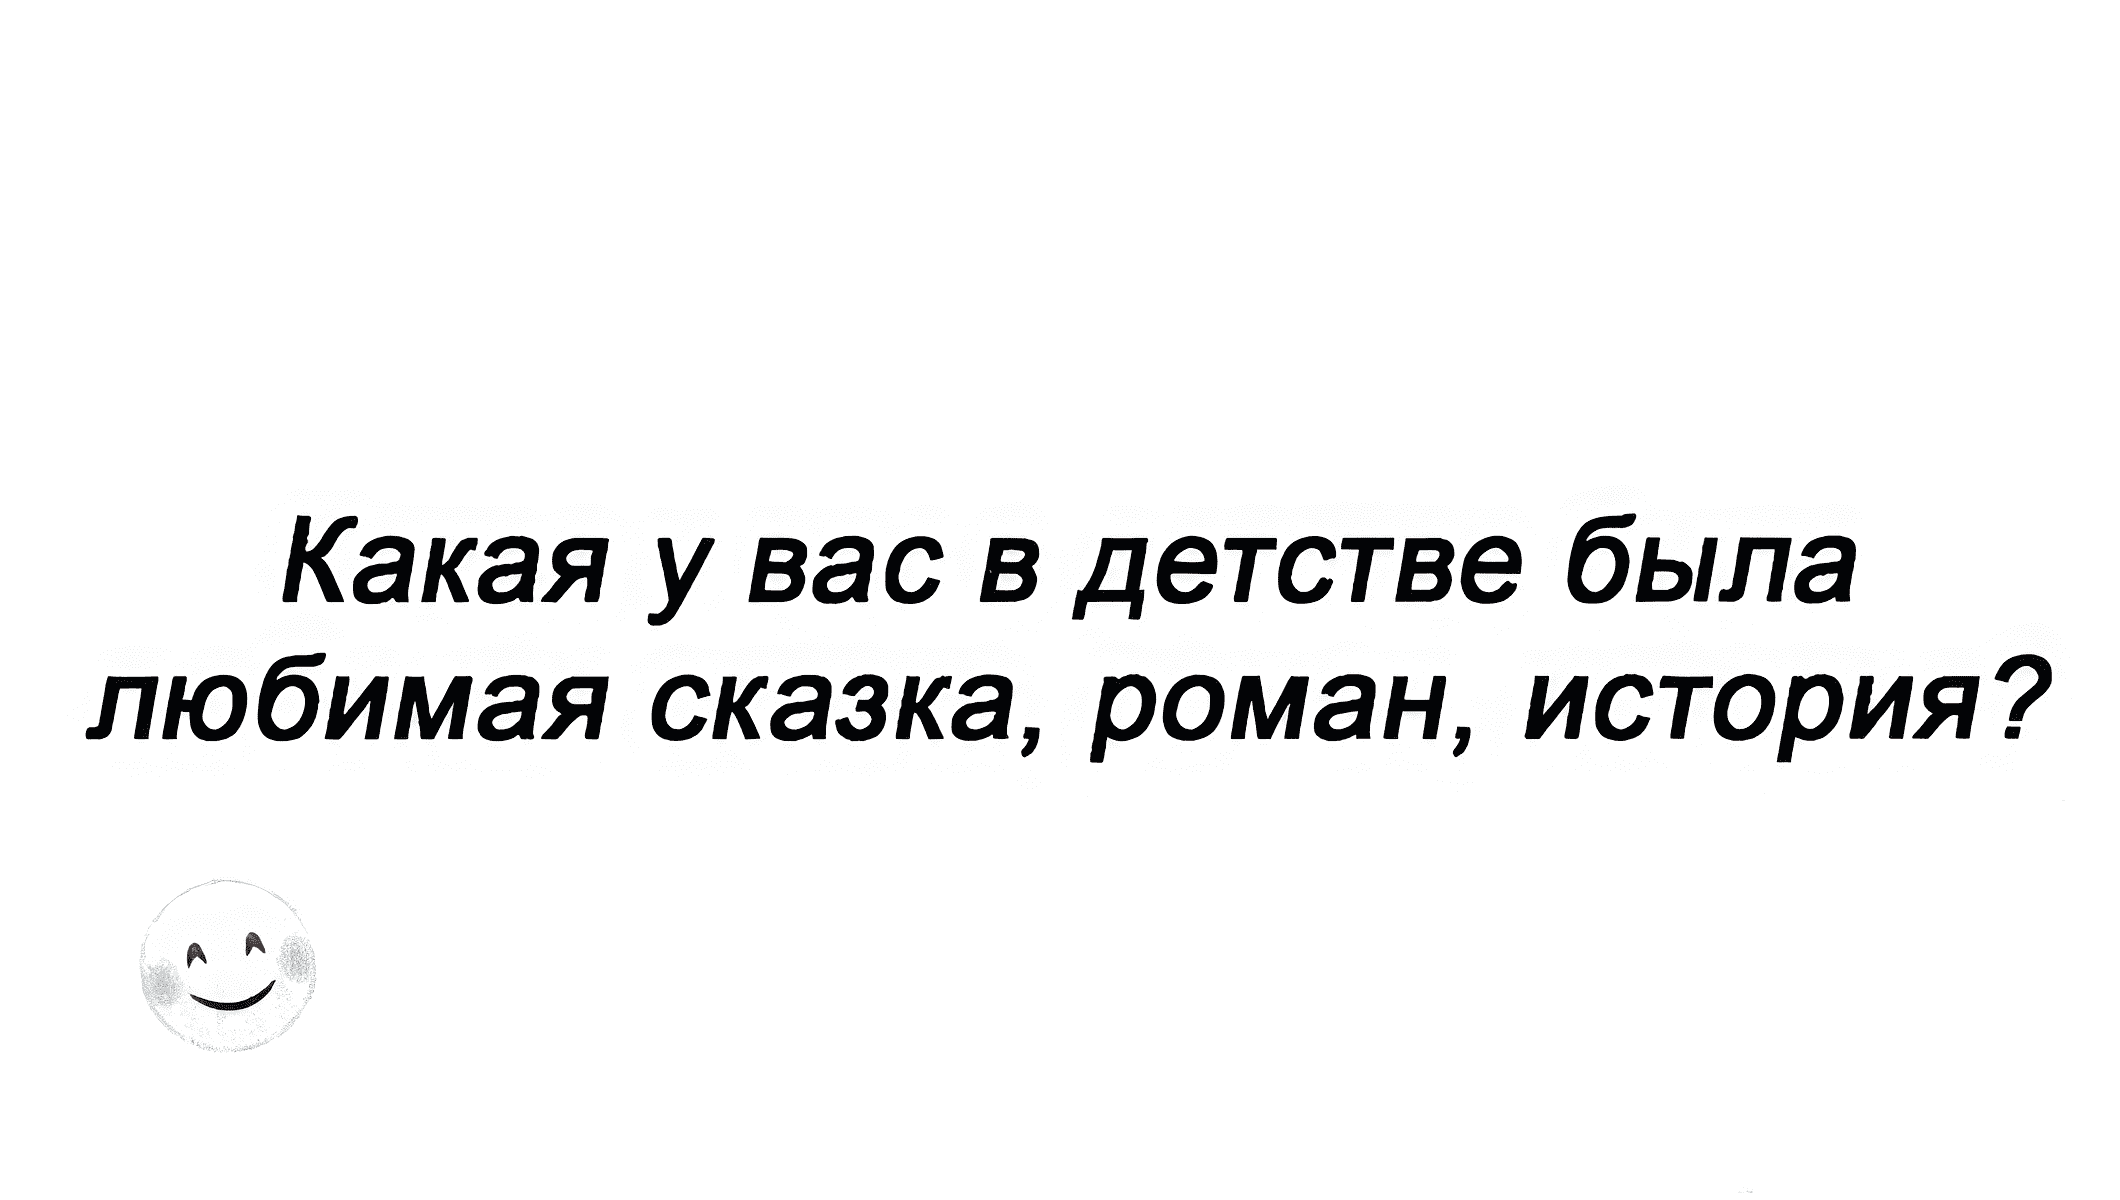 Какая у вас в детстве была
любимая сказка, роман, история?